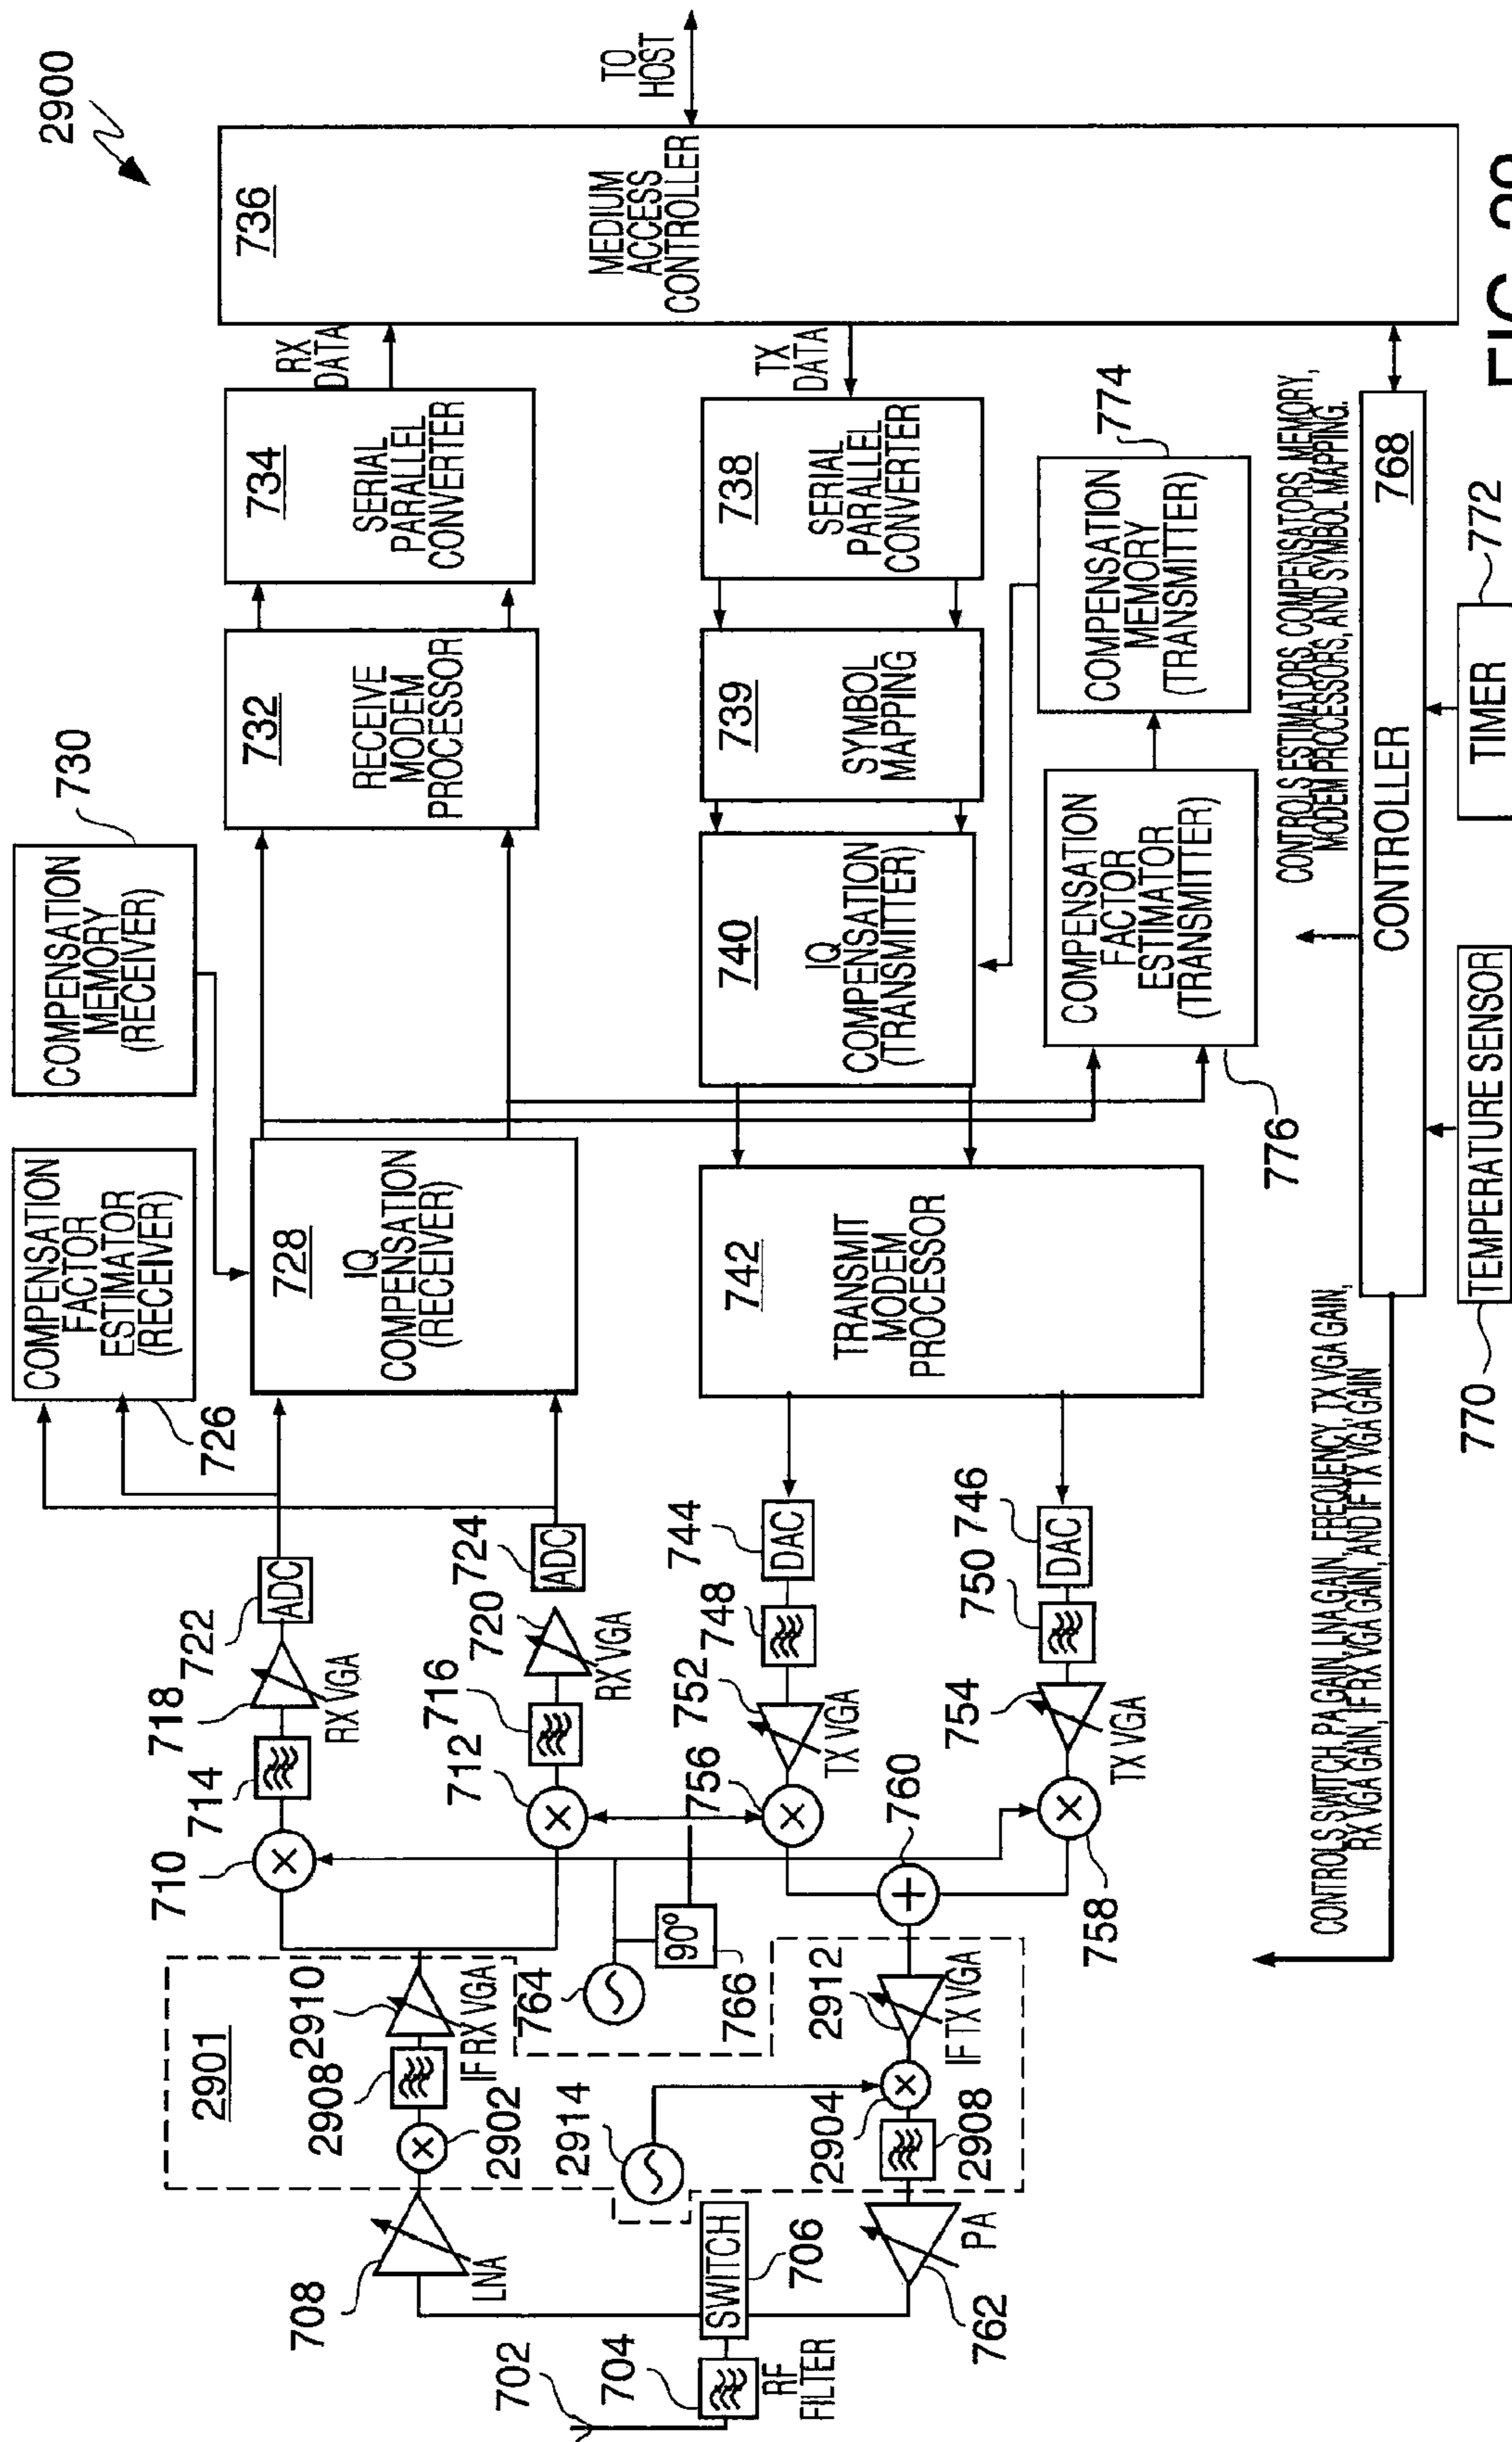 2900
TO
HOST
736
MEDIUM
ACCESS
CONTROLLER
RX
DATA
TX
DATA
734
SERIAL
PARALLEL
CONVERTER
738
SERIAL
PARALLEL
CONVERTER
774
COMPENSATION
MEMORY
(TRANSMITTER)
732
RECEIVE
MODEM
PROCESSOR
739
SYMBOL
MAPPING
730
COMPENSATION
MEMORY
(RECEIVER)
740
IQ
COMPENSATION
(TRANSMITTER)
COMPENSATION
FACTOR
ESTIMATOR
(TRANSMITTER)
776
COMPENSATION
FACTOR
ESTIMATOR
(RECEIVER)
726
728
IQ
COMPENSATION
(RECEIVER)
742
TRANSMIT
MODEM
PROCESSOR
CONTROLS ESTIMATORS, COMPENSATORS, MEMORY,
MODEM PROCESSORS, AND SYMBOL MAPPING.
768
CONTROLLER
772
TIMER
770
TEMPERATURE SENSOR
CONTROLS SWITCH, PA GAIN, LNA GAIN, FREQUENCY, TX VGA GAIN,
RX VGA GAIN, IF RX VGA GAIN, AND IF TX VGA GAIN
722
ADC
724
ADC
744
DAC
746
DAC
718
RX VGA
720
RX VGA
748
750
714
716
752
TX VGA
754
TX VGA
710
712
756
758
760
764
90°
766
2901
2910
IF RX VGA
2908
2902
2914
2912
IF TX VGA
2904
2908
708
LNA
SWITCH
706
PA
762
702
704
RF
FILTER